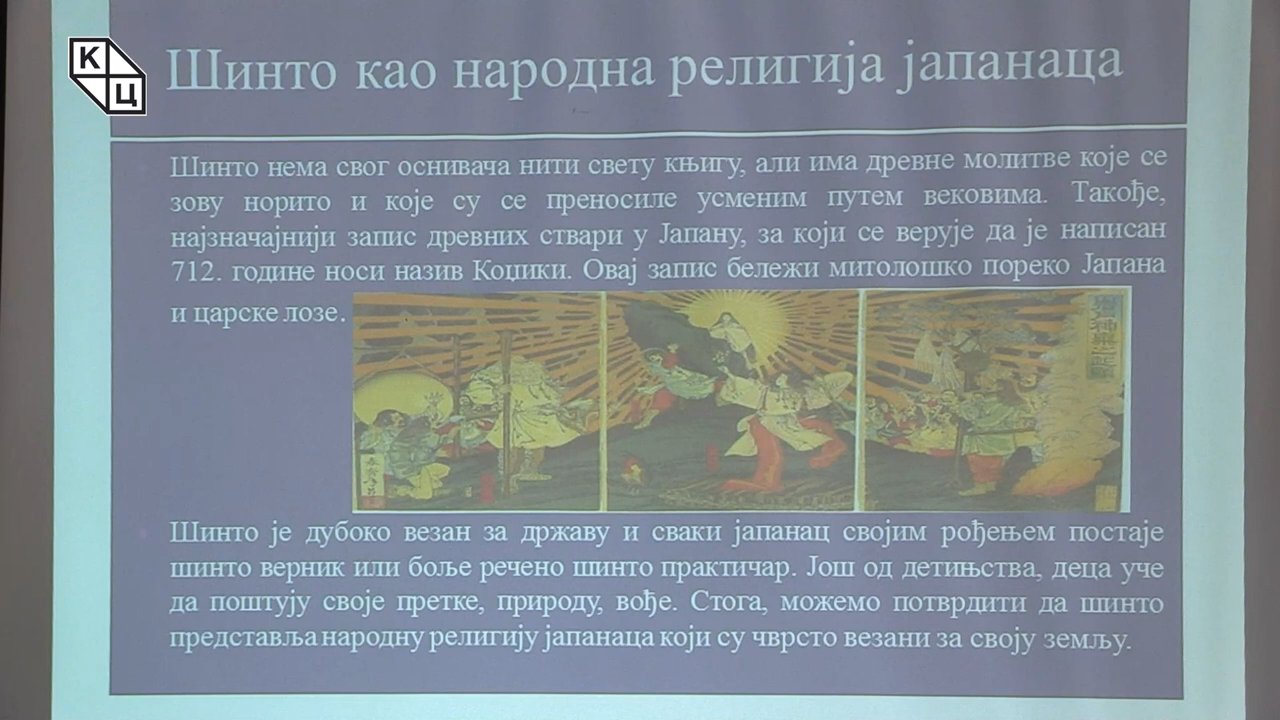 К
Ц
Шинто као народна религија јапанаца
Шинто нема свог оснивача нити свету књигу, али има древне молитве које се
зову норито и које су се преносиле усменим путем вековима. Такође,
најзначајнији запис древних ствари у Јапану, за који се верује да је написан
712. године носи назив Коџики. Овај запис бележи митолошко пореко Јапана
и царске лозе.
Шинто је дубоко везан за државу и сваки јапанац својим рођењем постаје
шинто верник или боље речено шинто практичар. Још од детињства, деца уче
да поштују своје претке, природу, вође. Стога, можемо потврдити да шинто
представља народну религију јапанаца који су чврсто везани за своју земљу.